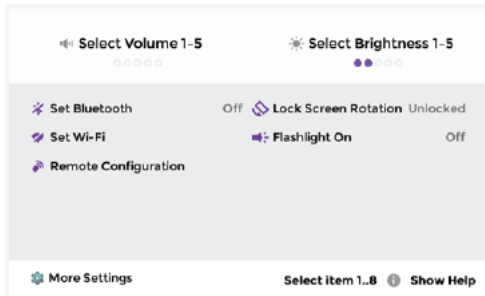 Select Volume 1-5
Select Brightness 1-5
Set Bluetooth Off
Lock Screen Rotation Unlocked
Set Wi-Fi
Flashlight On Off
Remote Configuration
More Settings
Select item 1..8
Show Help